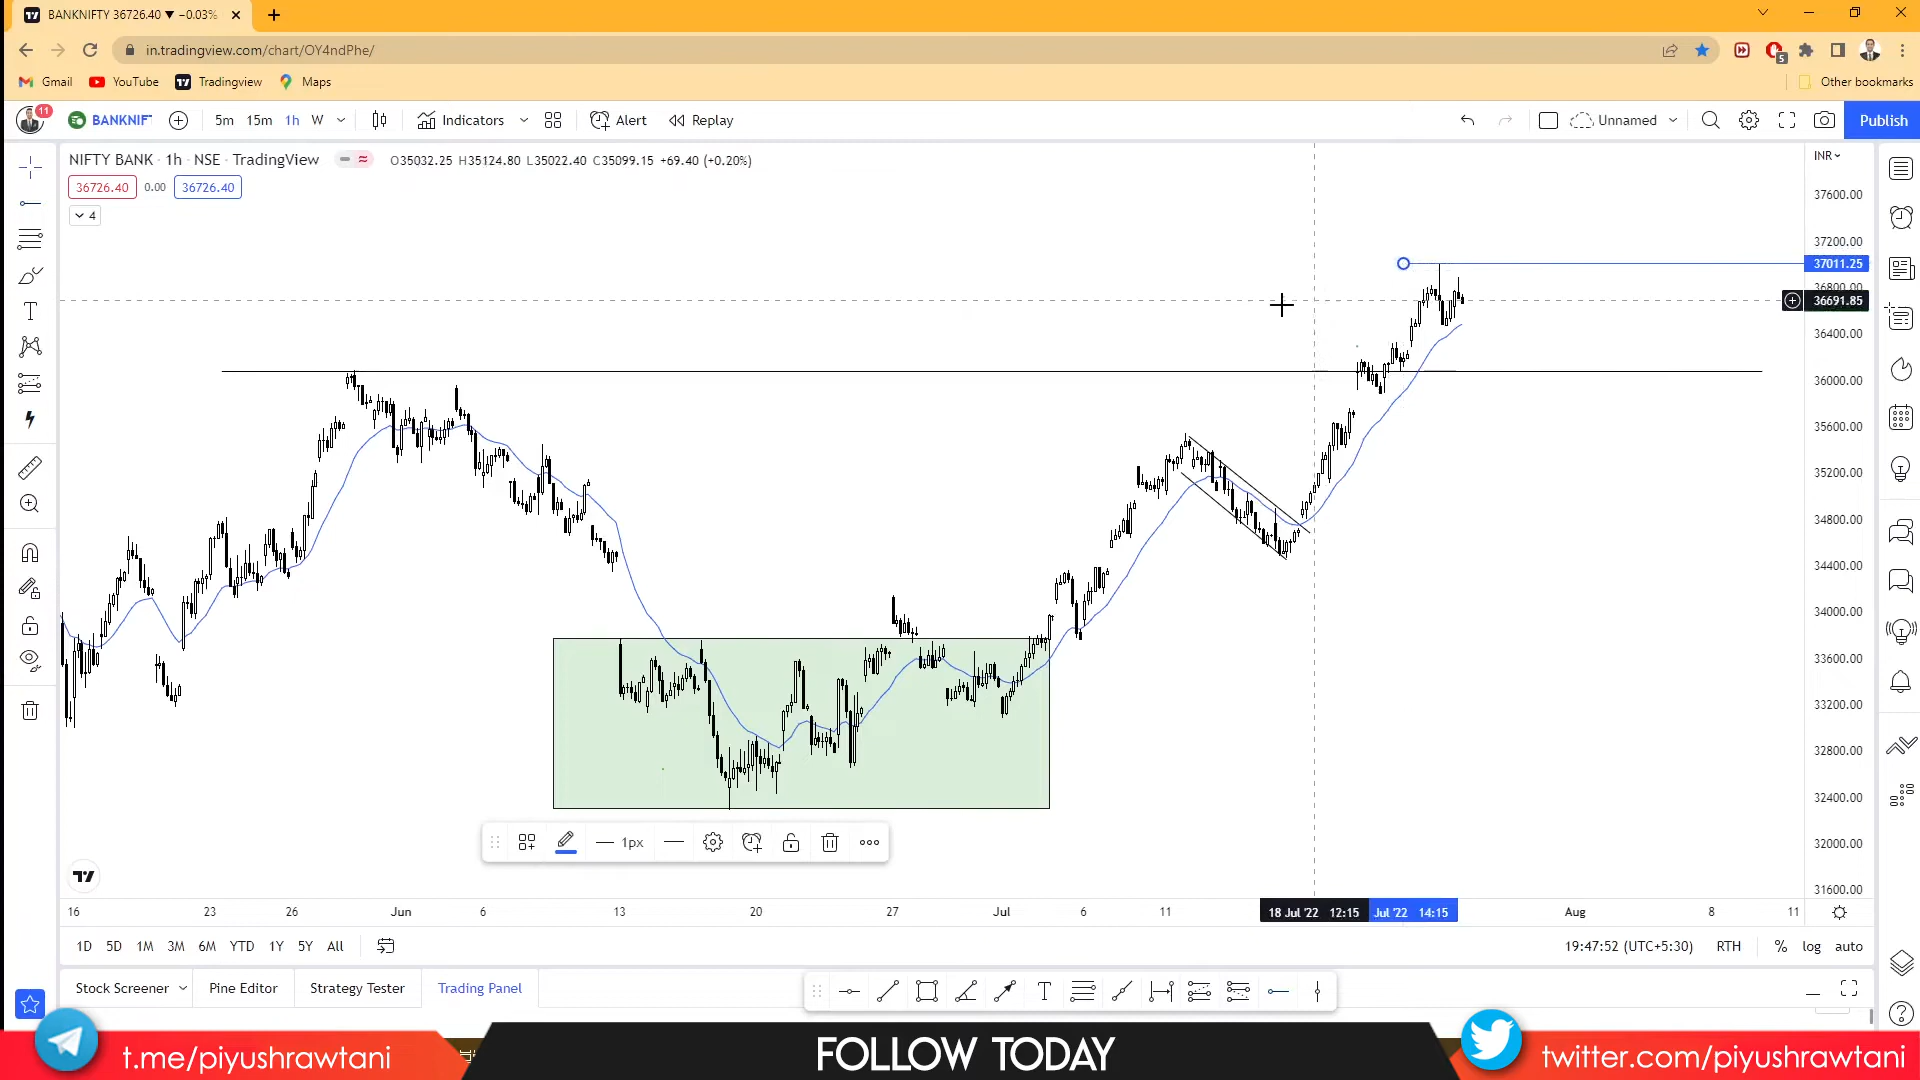 BANKNIFTY 36726.40 ▼ −0.03%
in.tradingview.com/chart/OY4ndPhe/
5
Gmail YouTube Tradingview Maps Other bookmarks
11 BANKNIF 5m 15m 1h W Indicators Alert Replay Unnamed Publish
NIFTY BANK · 1h · NSE · TradingView O35032.25 H35124.80 L35022.40 C35099.15 +69.40 (+0.20%)
INR
36726.40 0.00 36726.40
4
37600.00
37200.00
37011.25
36800.00
36691.85
36400.00
36000.00
35600.00
35200.00
34800.00
34400.00
34000.00
33600.00
33200.00
32800.00
32400.00
32000.00
31600.00
1px
16 23 26 Jun 6 13 20 27 Jul 6 11 18 Jul '22 12:15 Jul '22 14:15 Aug 8 11
1D 5D 1M 3M 6M YTD 1Y 5Y All 19:47:52 (UTC+5:30) RTH % log auto
Stock Screener Pine Editor Strategy Tester Trading Panel
t.me/piyushrawtani FOLLOW TODAY twitter.com/piyushrawtani